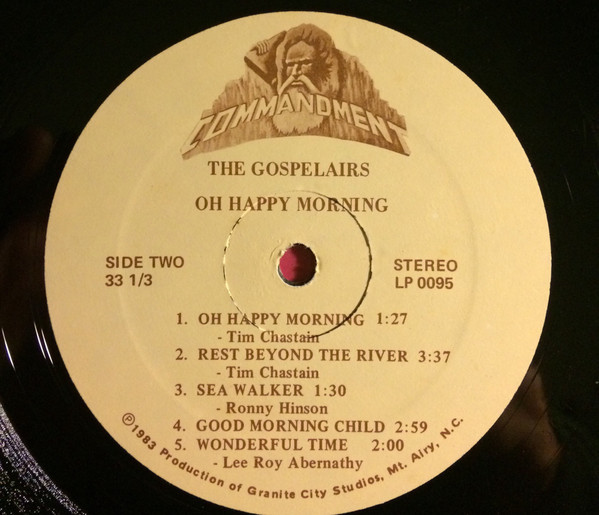 COMMANDMENT
THE GOSPELAIRS
OH HAPPY MORNING
SIDE TWO
33 1/3
STEREO
LP 0095
1. OH HAPPY MORNING 1:27
- Tim Chastain
2. REST BEYOND THE RIVER 3:37
- Tim Chastain
3. SEA WALKER 1:30
- Ronny Hinson
4. GOOD MORNING CHILD 2:59
5. WONDERFUL TIME 2:00
- Lee Roy Abernathy
℗1983 Production of Granite City Studios, Mt. Airy, N.C.